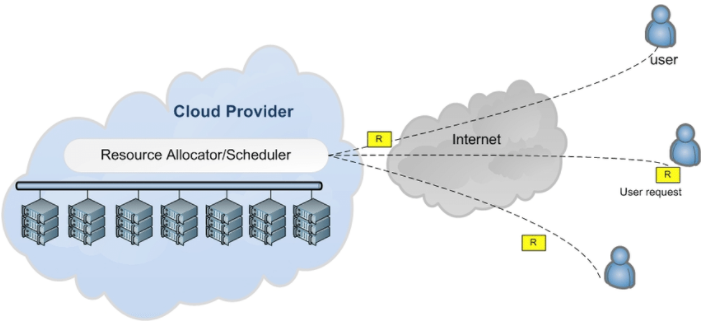 user
Cloud Provider
R
Internet
Resource Allocator/Scheduler
R
User request
R